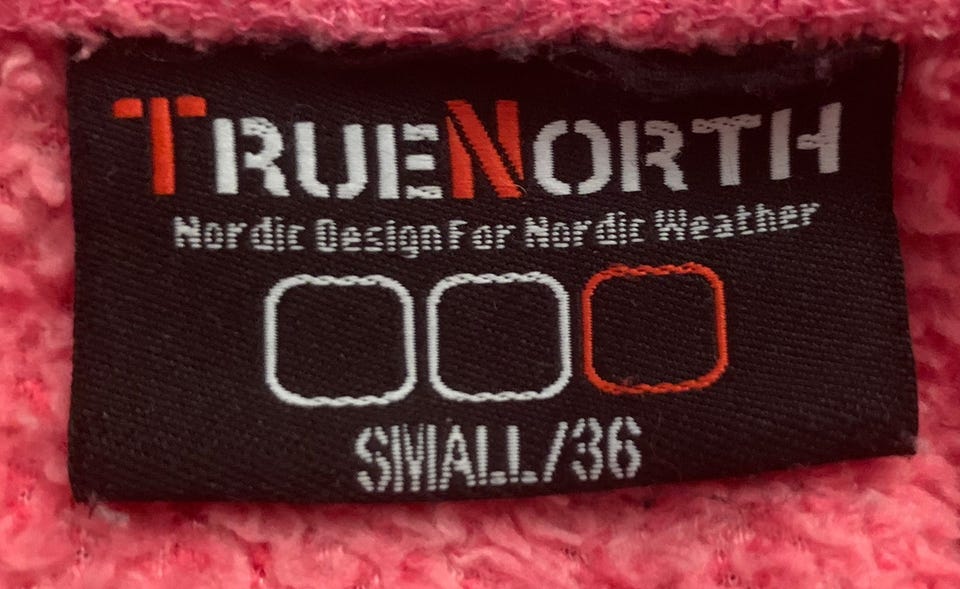 TRUENORTH
Nordic Design For Nordic Weather
SMALL/36